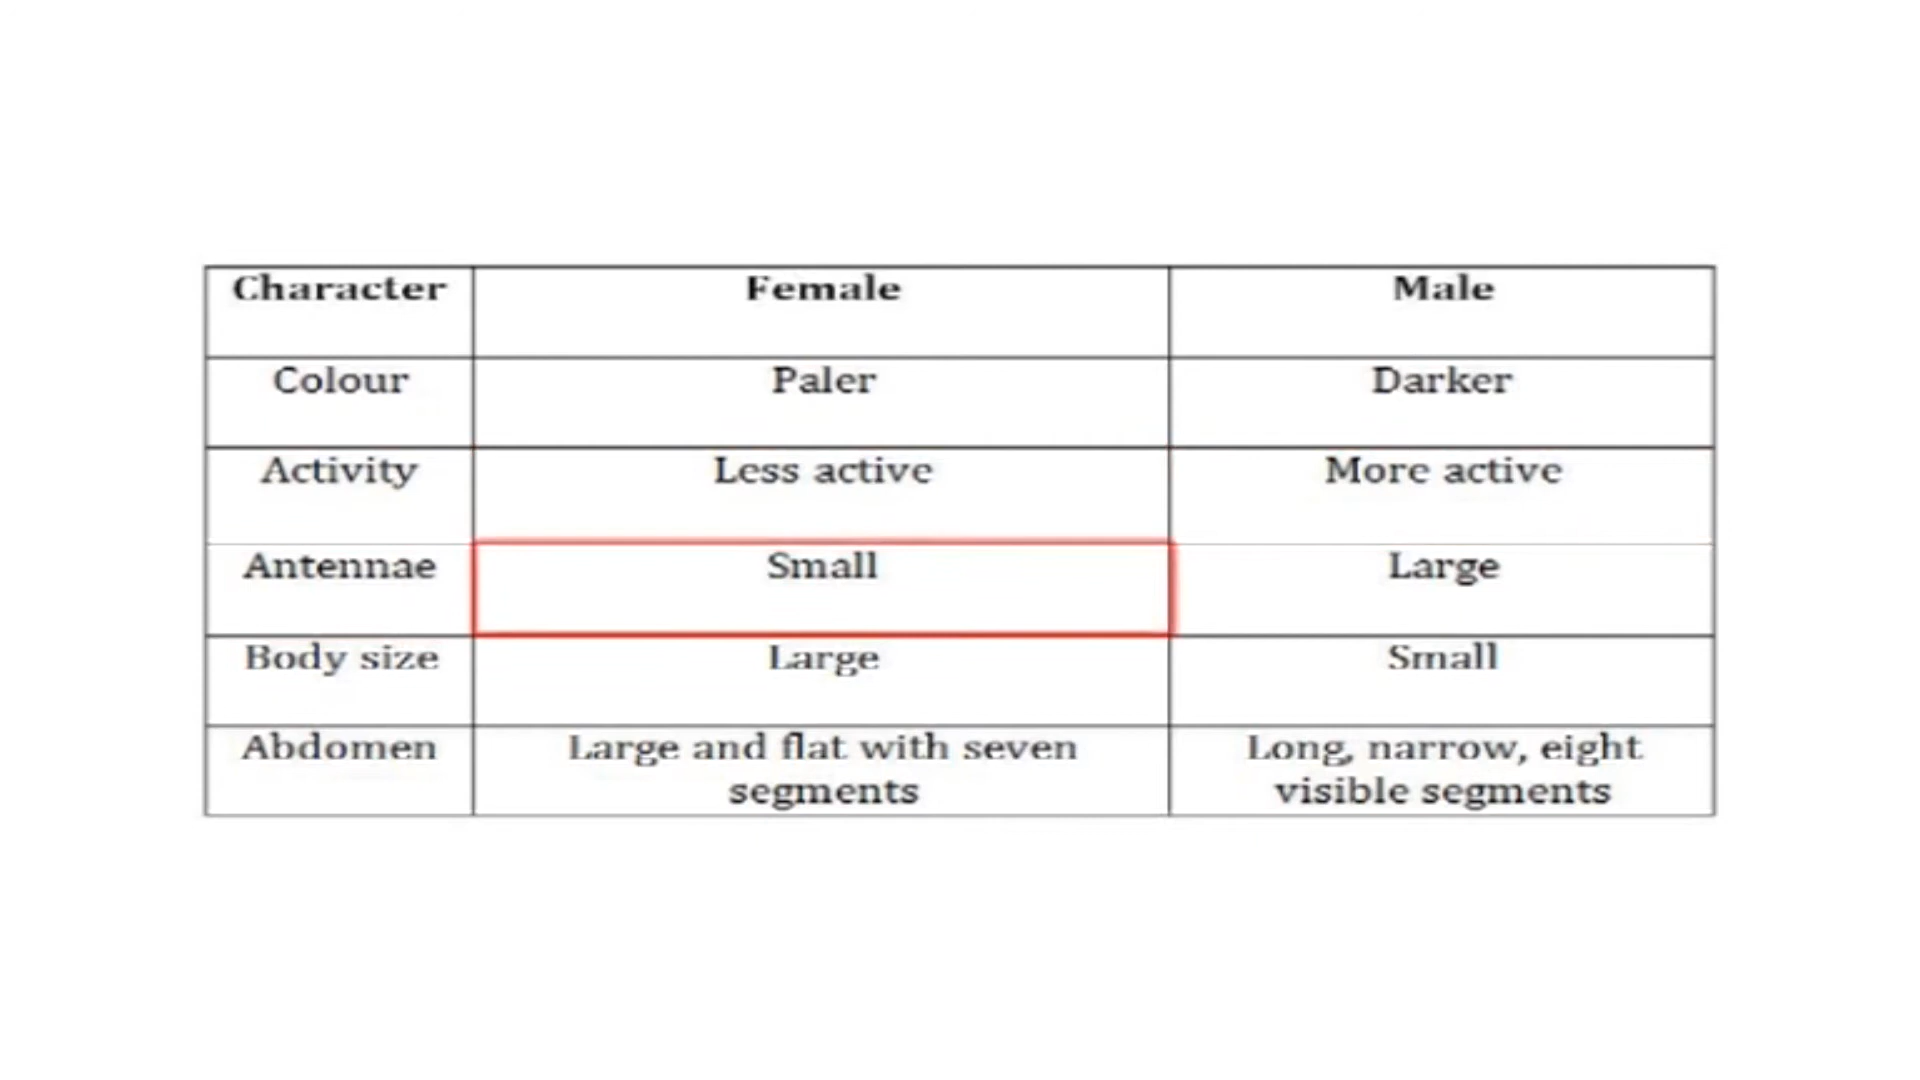 Character Female Male
Colour Paler Darker
Activity Less active More active
Antennae Small Large
Body size Large Small
Abdomen Large and flat with seven segments Long, narrow, eight visible segments